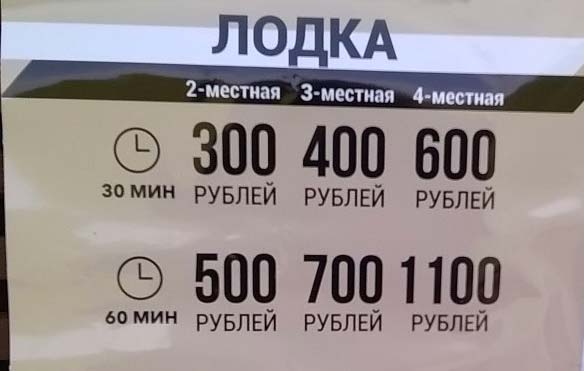 ЛОДКА
2-местная 3-местная 4-местная
300 400 600
30 МИН РУБЛЕЙ РУБЛЕЙ РУБЛЕЙ
500 700 1100
60 МИН РУБЛЕЙ РУБЛЕЙ РУБЛЕЙ